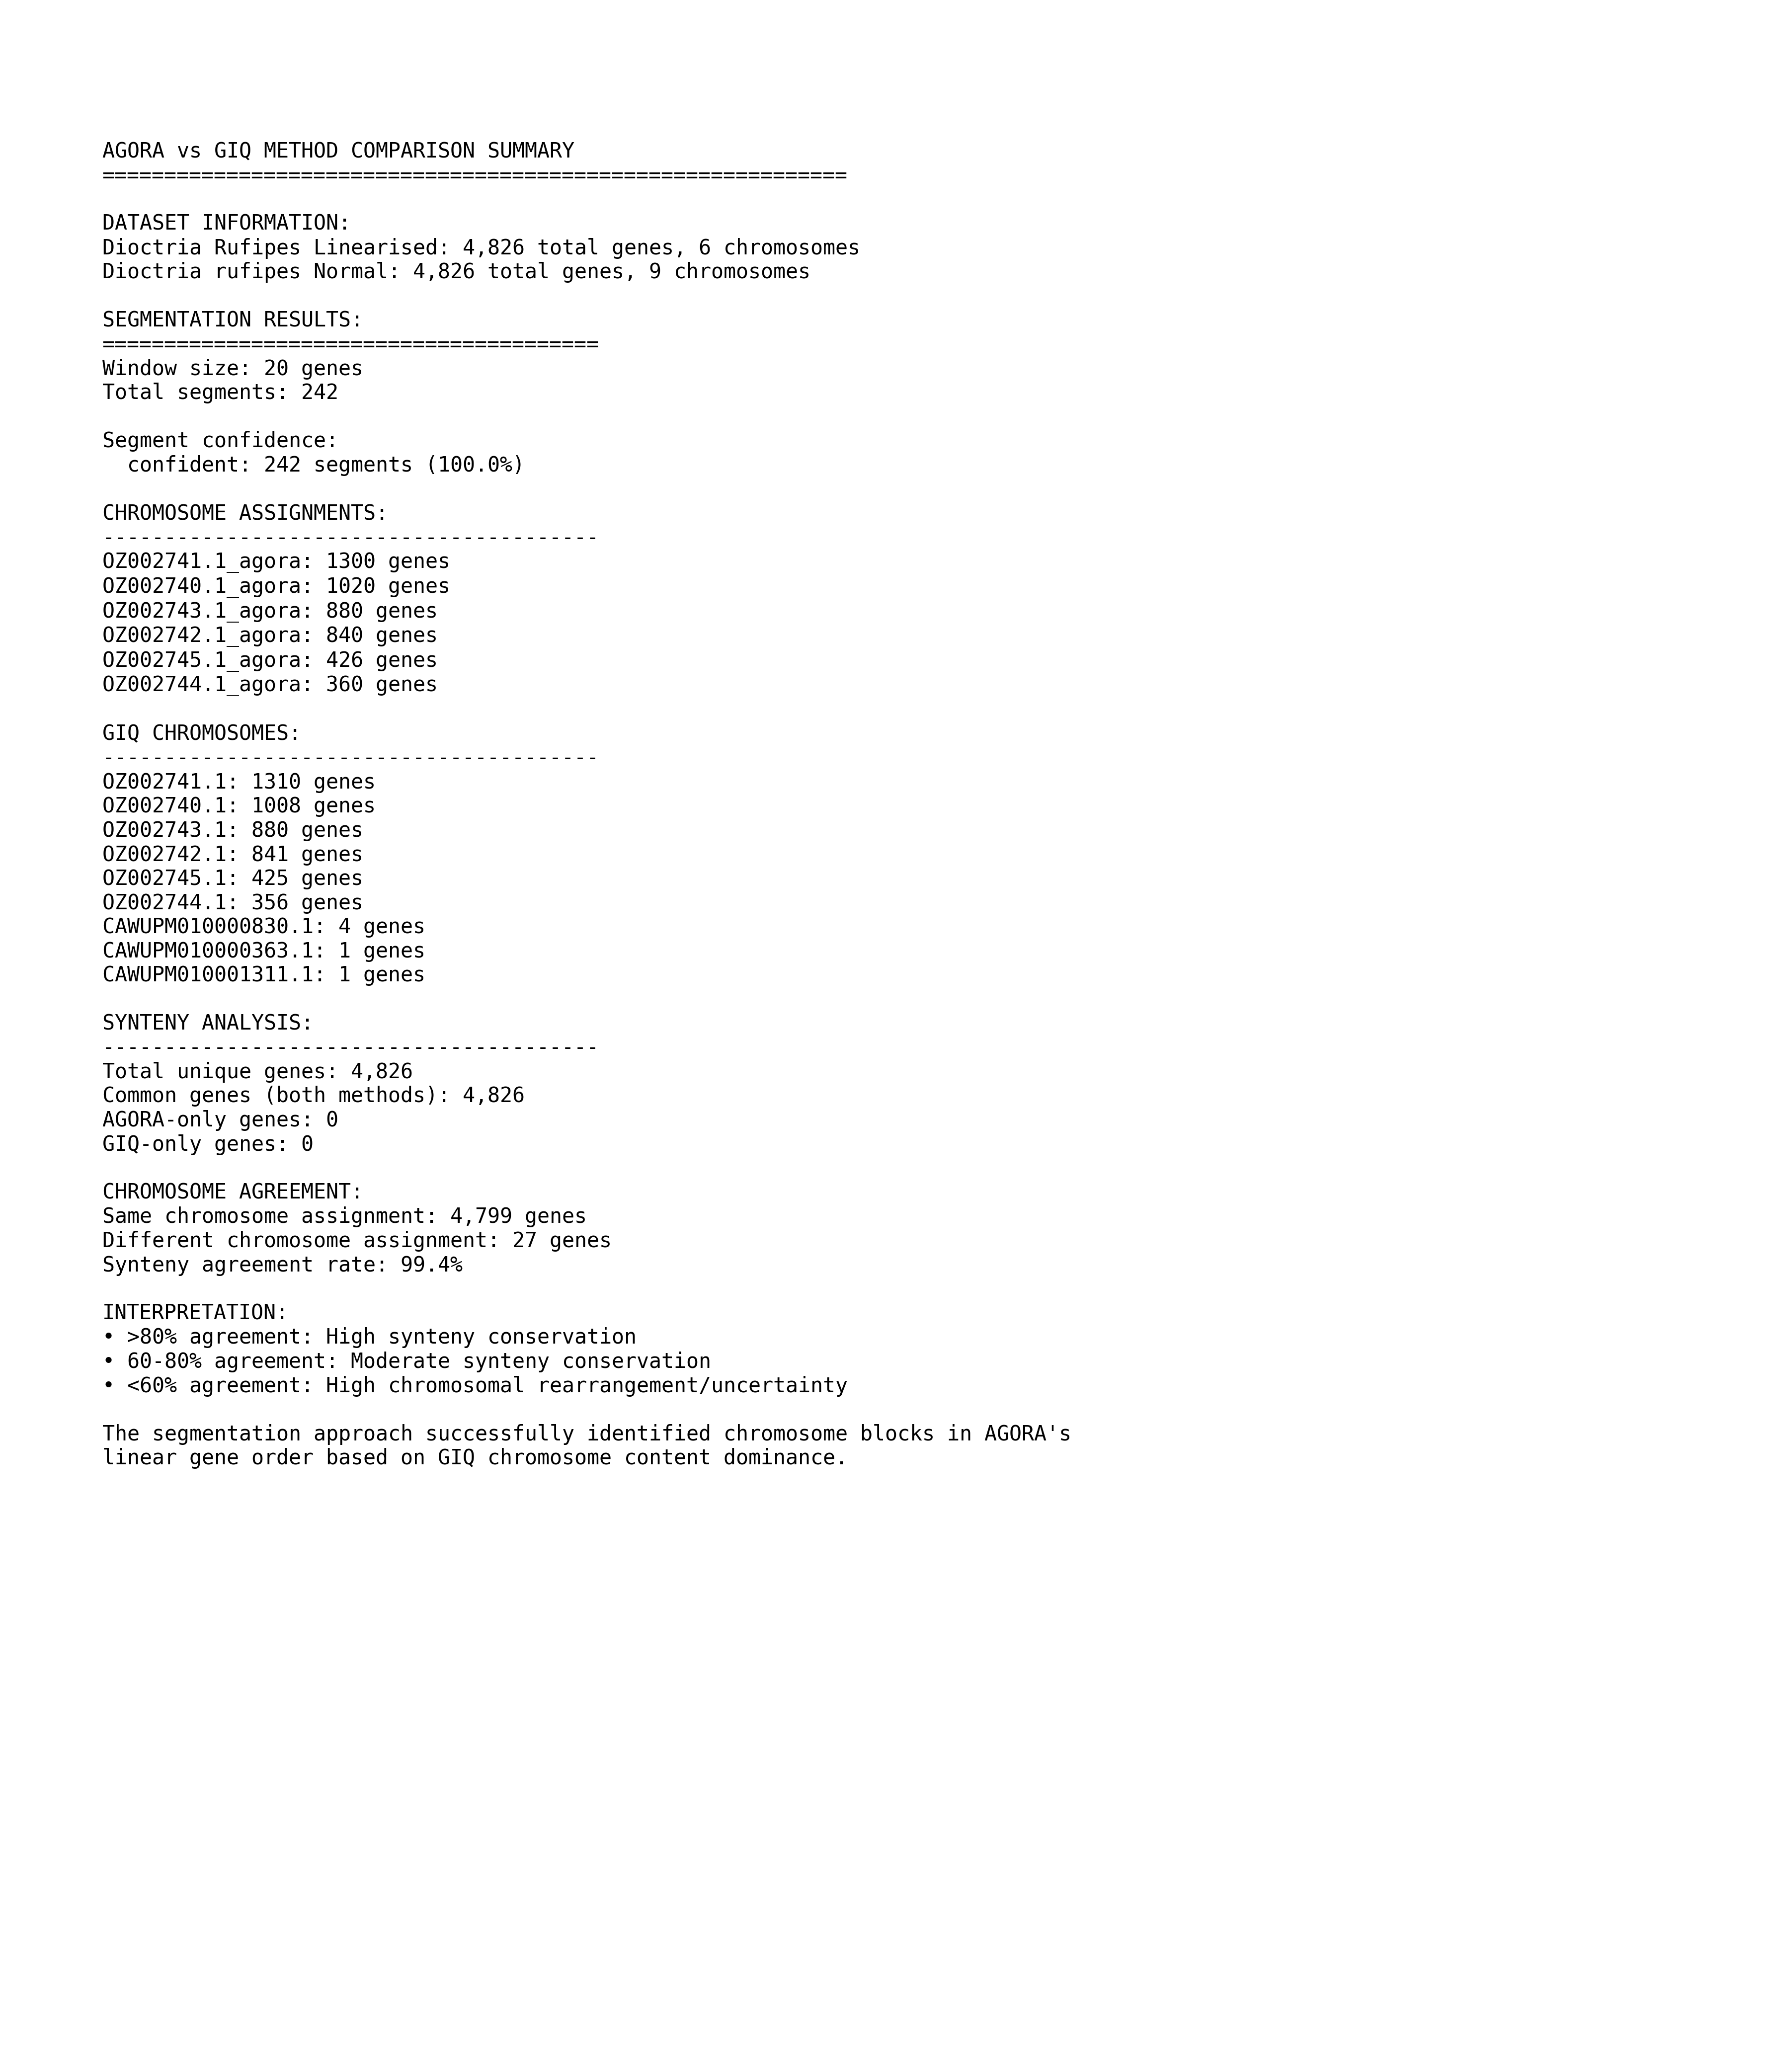 AGORA vs GIQ METHOD COMPARISON SUMMARY
============================================================
DATASET INFORMATION:
Dioctria Rufipes Linearised: 4,826 total genes, 6 chromosomes
Dioctria rufipes Normal: 4,826 total genes, 9 chromosomes
SEGMENTATION RESULTS:
========================================
Window size: 20 genes
Total segments: 242
Segment confidence:
  confident: 242 segments (100.0%)
CHROMOSOME ASSIGNMENTS:
----------------------------------------
OZ002741.1_agora: 1300 genes
OZ002740.1_agora: 1020 genes
OZ002743.1_agora: 880 genes
OZ002742.1_agora: 840 genes
OZ002745.1_agora: 426 genes
OZ002744.1_agora: 360 genes
GIQ CHROMOSOMES:
----------------------------------------
OZ002741.1: 1310 genes
OZ002740.1: 1008 genes
OZ002743.1: 880 genes
OZ002742.1: 841 genes
OZ002745.1: 425 genes
OZ002744.1: 356 genes
CAWUPM010000830.1: 4 genes
CAWUPM010000363.1: 1 genes
CAWUPM010001311.1: 1 genes
SYNTENY ANALYSIS:
----------------------------------------
Total unique genes: 4,826
Common genes (both methods): 4,826
AGORA-only genes: 0
GIQ-only genes: 0
CHROMOSOME AGREEMENT:
Same chromosome assignment: 4,799 genes
Different chromosome assignment: 27 genes
Synteny agreement rate: 99.4%
INTERPRETATION:
• >80% agreement: High synteny conservation
• 60-80% agreement: Moderate synteny conservation
• <60% agreement: High chromosomal rearrangement/uncertainty
The segmentation approach successfully identified chromosome blocks in AGORA's
linear gene order based on GIQ chromosome content dominance.